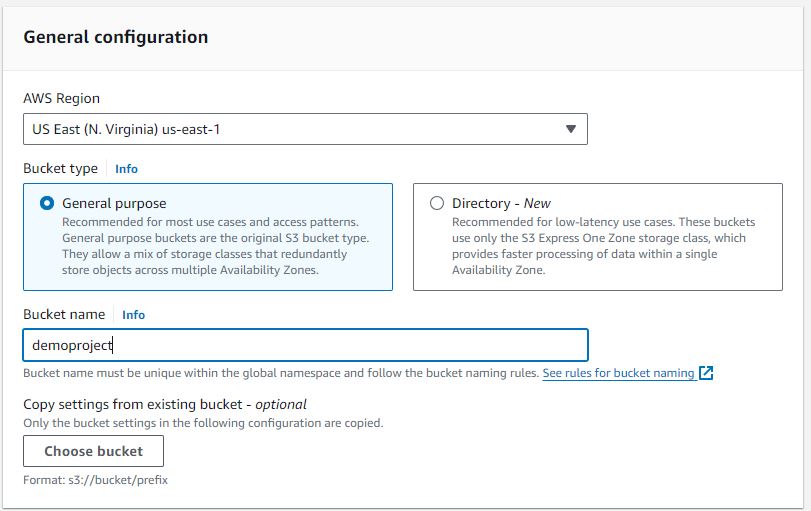 General configuration
AWS Region
US East (N. Virginia) us-east-1
Bucket type Info
General purpose
Recommended for most use cases and access patterns.
General purpose buckets are the original S3 bucket type.
They allow a mix of storage classes that redundantly
store objects across multiple Availability Zones.
Directory - New
Recommended for low-latency use cases. These buckets
use only the S3 Express One Zone storage class, which
provides faster processing of data within a single
Availability Zone.
Bucket name Info
demoproject
Bucket name must be unique within the global namespace and follow the bucket naming rules. See rules for bucket naming
Copy settings from existing bucket - optional
Only the bucket settings in the following configuration are copied.
Choose bucket
Format: s3://bucket/prefix